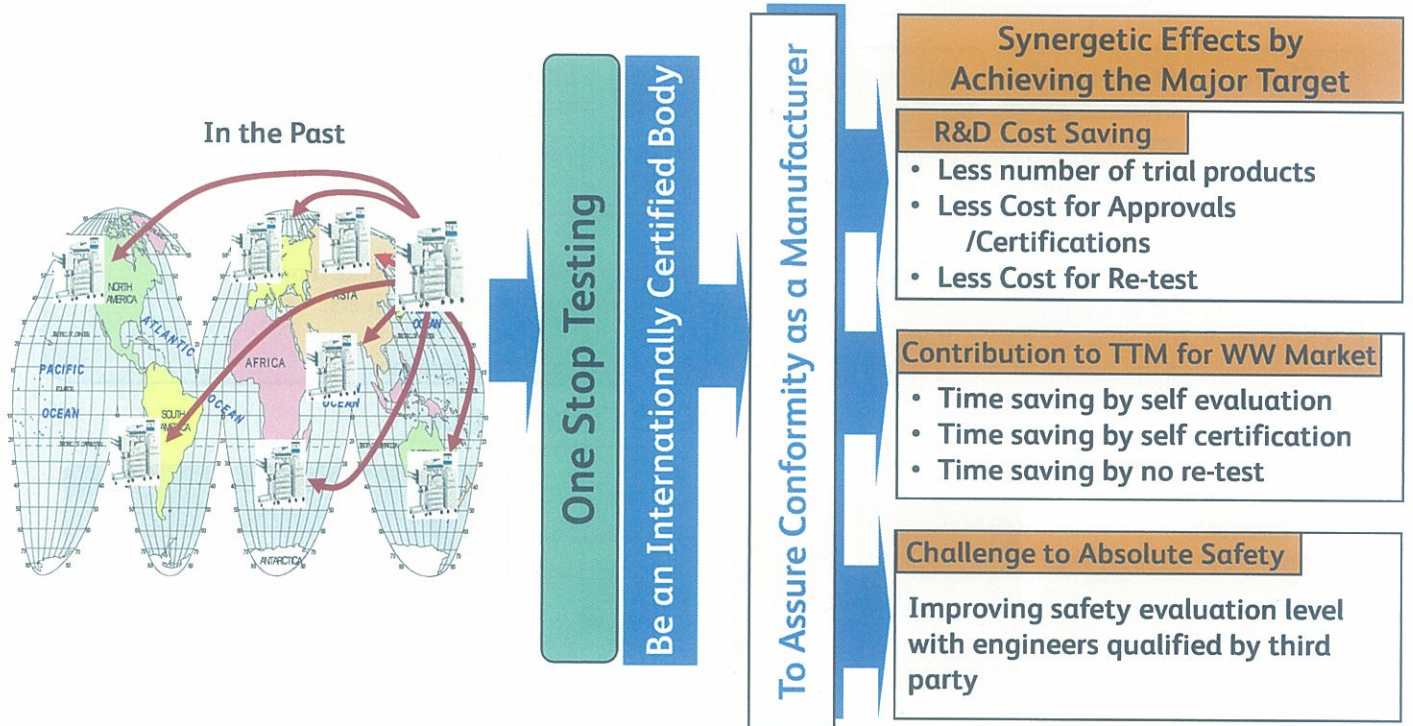 In the Past
NORTH
AMERICA
ATLANTIC
PACIFIC
OCEAN
OCEAN
SOUTH
AMERICA
AFRICA
ASIA
OCEAN
OCEAN
ANTARCTICA
One Stop Testing
Be an Internationally Certified Body
To Assure Conformity as a Manufacturer
Synergetic Effects by
Achieving the Major Target
R&D Cost Saving
• Less number of trial products
• Less Cost for Approvals
/Certifications
• Less Cost for Re-test
Contribution to TTM for WW Market
• Time saving by self evaluation
• Time saving by self certification
• Time saving by no re-test
Challenge to Absolute Safety
Improving safety evaluation level
with engineers qualified by third
party